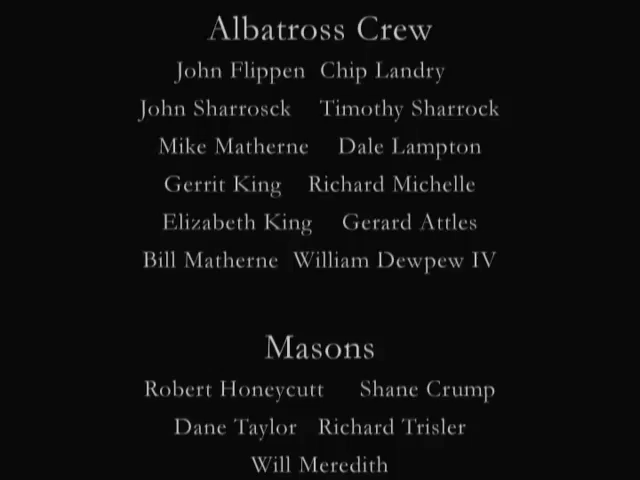 Albatross Crew
John Flippen Chip Landry
John Sharrosck Timothy Sharrock
Mike Matherne Dale Lampton
Gerrit King Richard Michelle
Elizabeth King Gerard Attles
Bill Matherne William Dewpew IV
Masons
Robert Honeycutt Shane Crump
Dane Taylor Richard Trisler
Will Meredith